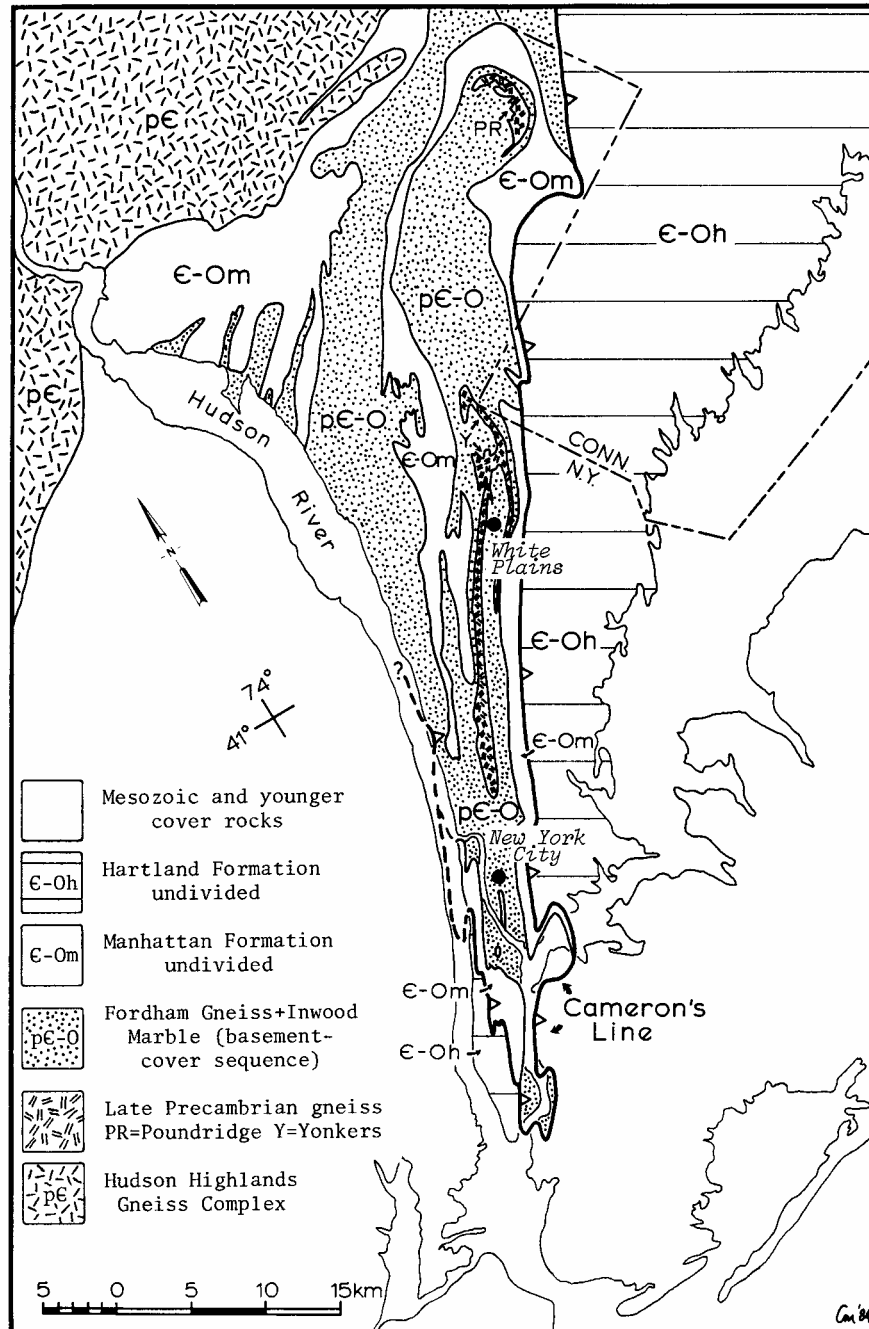 pЄ
PR
Є-Om
Є-Oh
Є-Om
pЄ-O
pЄ
Hudson
River
pЄ-O
Є-Om
Y
CONN.
N.Y.
N
White
Plains
Є-Oh
?
74°
41°
Є-Om
pЄ-O
New York
City
Є-Om
Є-Oh
Cameron's
Line
Mesozoic and younger
cover rocks
Є-Oh
Hartland Formation
undivided
Є-Om
Manhattan Formation
undivided
pЄ-O
Fordham Gneiss+Inwood
Marble (basement-
cover sequence)
Late Precambrian gneiss
PR=Poundridge Y=Yonkers
pЄ
Hudson Highlands
Gneiss Complex
5 0 5 10 15km